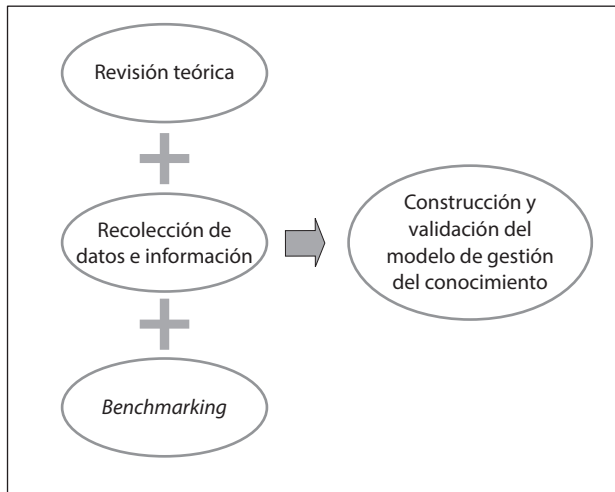 Revisión teórica
Recolección de
datos e información
Benchmarking
Construcción y
validación del
modelo de gestión
del conocimiento